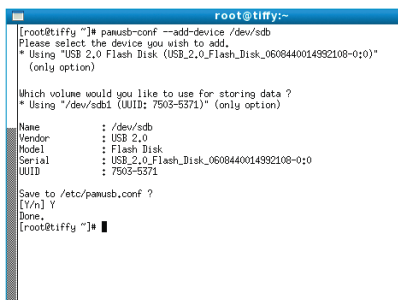 root@tiffy:~
[root@tiffy ~]# pamusb-conf --add-device /dev/sdb
Please select the device you wish to add.
* Using "USB 2.0 Flash Disk (USB_2.0_Flash_Disk_0608440014992108-0:0)"
(only option)
Which volume would you like to use for storing data ?
* Using "/dev/sdb1 (UUID: 7503-5371)" (only option)
Name : /dev/sdb
Vendor : USB 2.0
Model : Flash Disk
Serial : USB_2.0_Flash_Disk_0608440014992108-0:0
UUID : 7503-5371
Save to /etc/pamusb.conf ?
[Y/n] Y
Done.
[root@tiffy ~]#